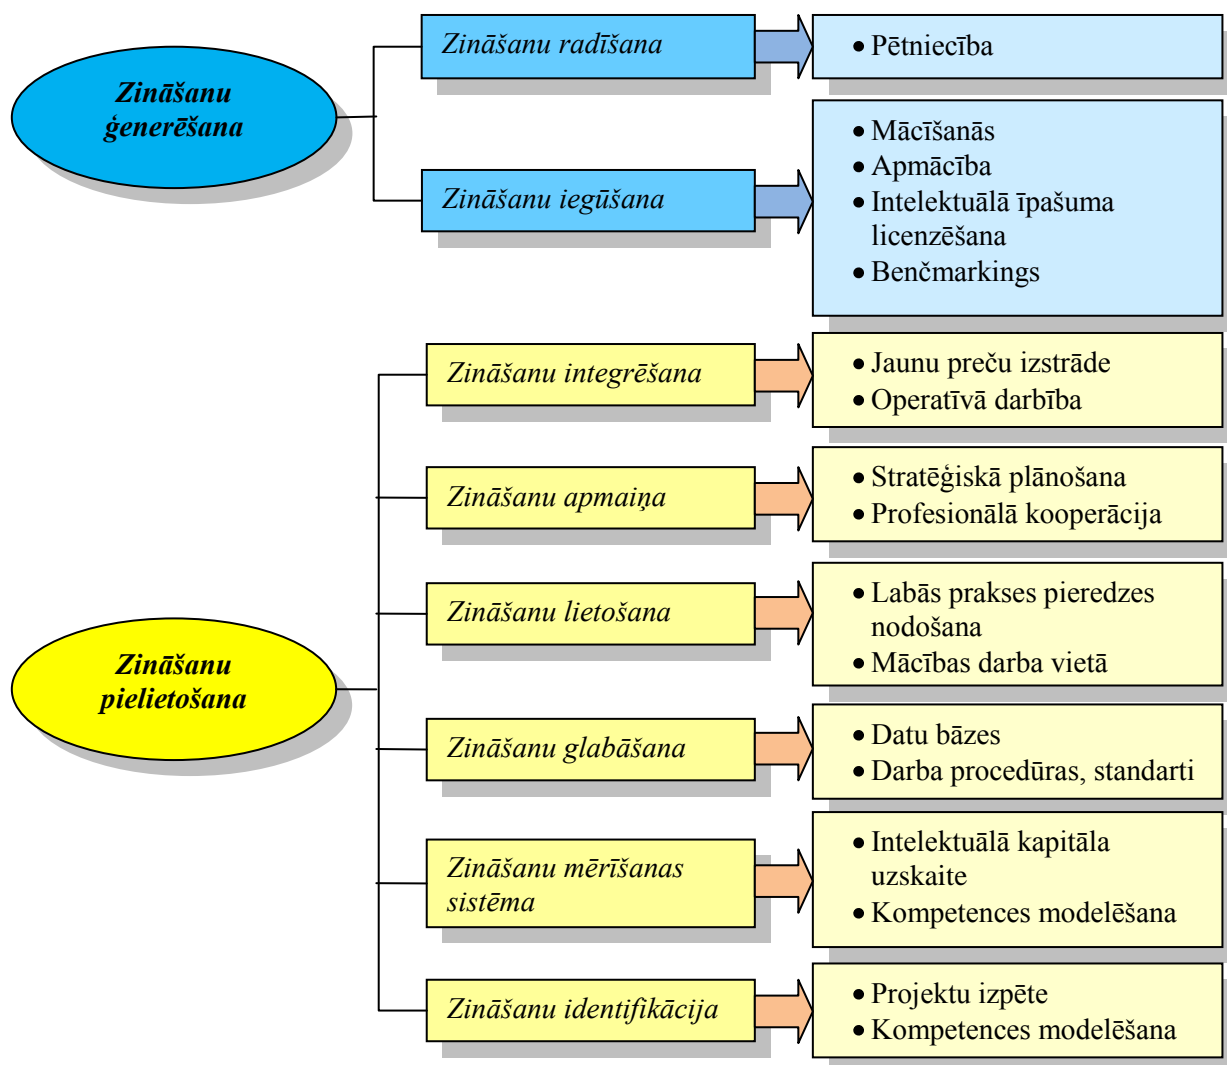 Zināšanu
ģenerēšana
Zināšanu radīšana
• Pētniecība
Zināšanu iegūšana
• Mācīšanās
• Apmācība
• Intelektuālā īpašuma
licenzēšana
• Benčmarkings
Zināšanu
pielietošana
Zināšanu integrēšana
• Jaunu preču izstrāde
• Operatīvā darbība
Zināšanu apmaiņa
• Stratēģiskā plānošana
• Profesionālā kooperācija
Zināšanu lietošana
• Labās prakses pieredzes
nodošana
• Mācības darba vietā
Zināšanu glabāšana
• Datu bāzes
• Darba procedūras, standarti
Zināšanu mērīšanas
sistēma
• Intelektuālā kapitāla
uzskaite
• Kompetences modelēšana
Zināšanu identifikācija
• Projektu izpēte
• Kompetences modelēšana